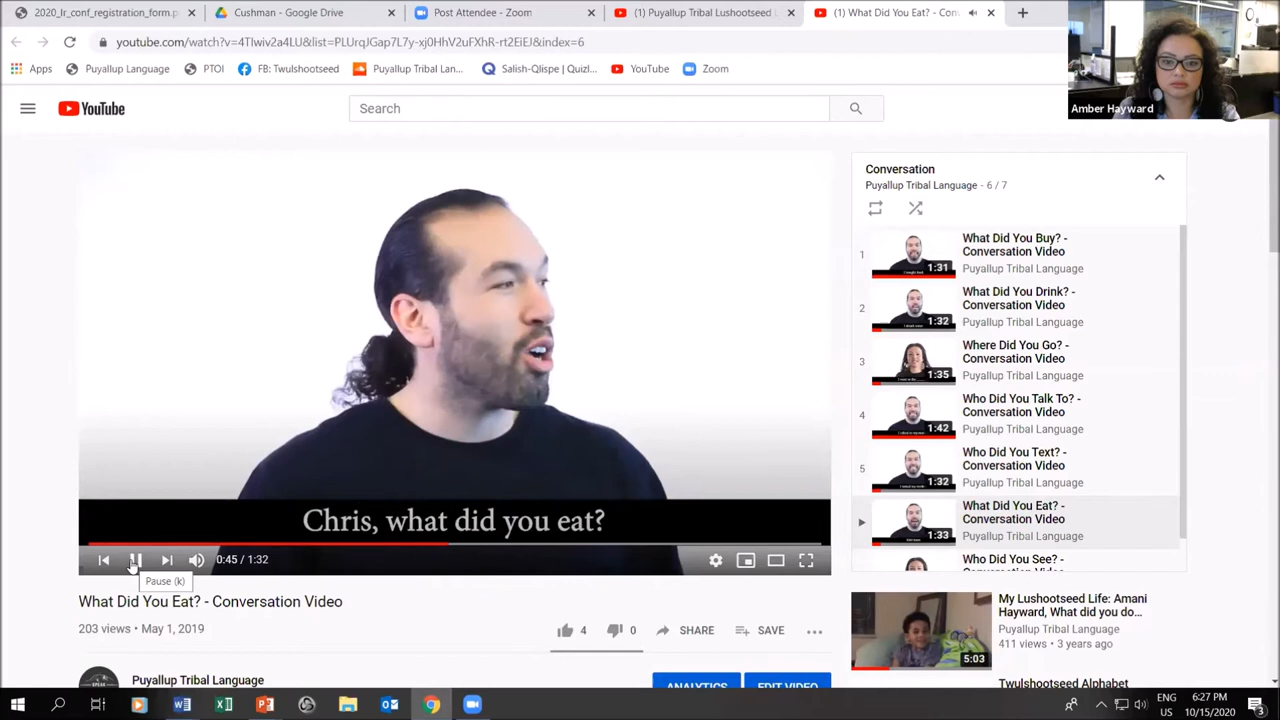 2020_lr_conf_registration_form.p
Cushman - Google Drive
Post Attendee - Zoom
(1) Puyallup Tribal Lushootseed L
(1) What Did You Eat? - Con
youtube.com/watch?v=4TIwiv2a4LU&list=PLUrqJGap7L7y-xj0HhV2uFXhR-rt2EiEJ&index=6
Apps
Puyallup Language
PTOI
FB: Twulshootseed
Puyallup Tribal Lan...
Salish-Qlispe | Quizl...
YouTube
Zoom
Amber Hayward
YouTube
Search
Conversation
Puyallup Tribal Language - 6 / 7
1
What Did You Buy? -
Conversation Video
Puyallup Tribal Language
1:31
2
What Did You Drink? -
Conversation Video
Puyallup Tribal Language
1:32
3
Where Did You Go? -
Conversation Video
Puyallup Tribal Language
1:35
4
Who Did You Talk To? -
Conversation Video
Puyallup Tribal Language
1:42
5
Who Did You Text? -
Conversation Video
Puyallup Tribal Language
1:32
What Did You Eat? -
Conversation Video
Puyallup Tribal Language
1:33
Who Did You See? -
Chris, what did you eat?
0:45 / 1:32
Pause (k)
What Did You Eat? - Conversation Video
203 views • May 1, 2019
4
0
SHARE
SAVE
Puyallup Tribal Language
ANALYTICS
EDIT VIDEO
My Lushootseed Life: Amani
Hayward, What did you do...
Puyallup Tribal Language
411 views • 3 years ago
5:03
Twulshootseed Alphabet
ENG
US
6:27 PM
10/15/2020
3